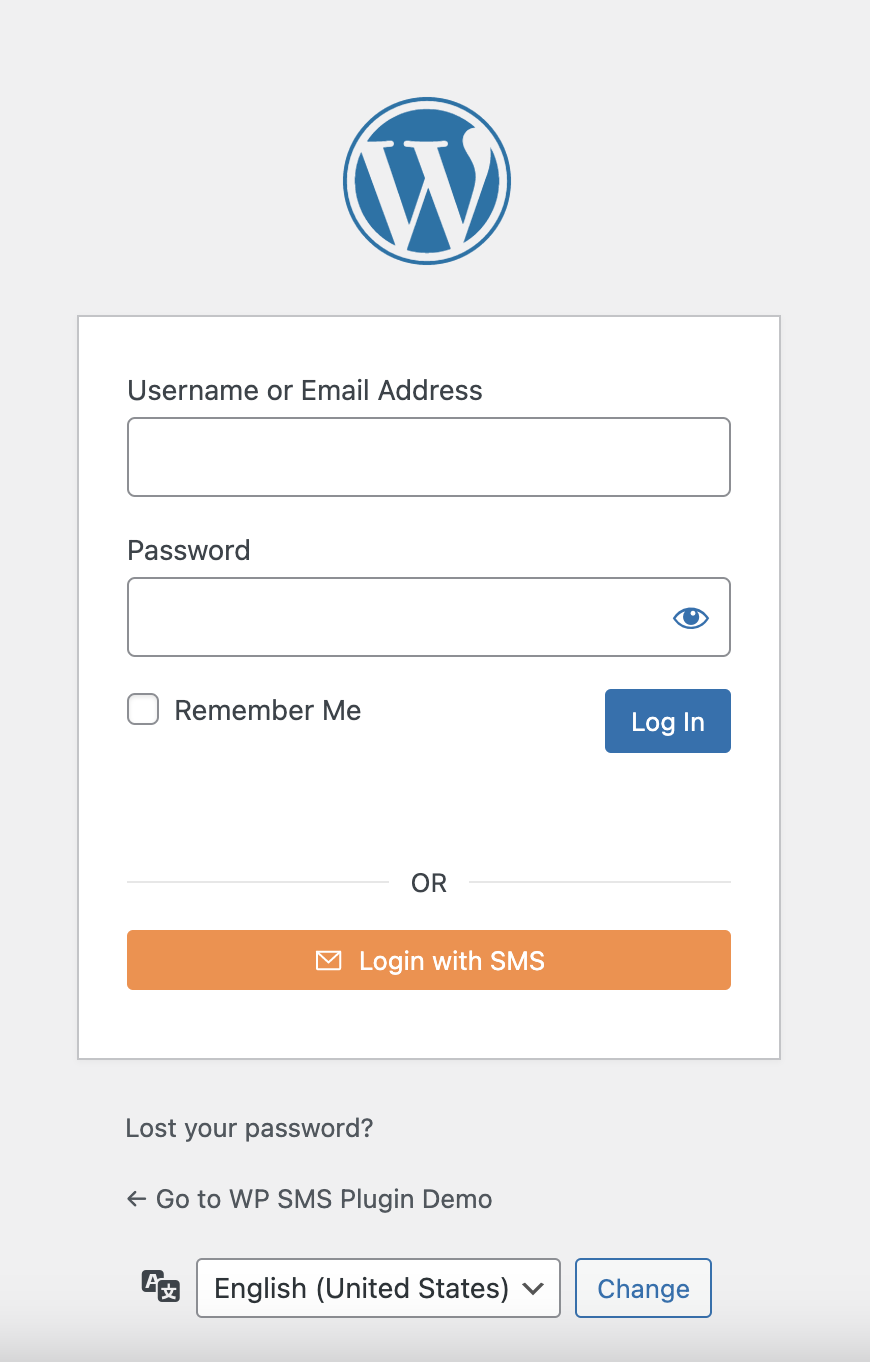 Username or Email Address
Password
Remember Me
Log In
OR
Login with SMS
Lost your password?
← Go to WP SMS Plugin Demo
English (United States)
Change